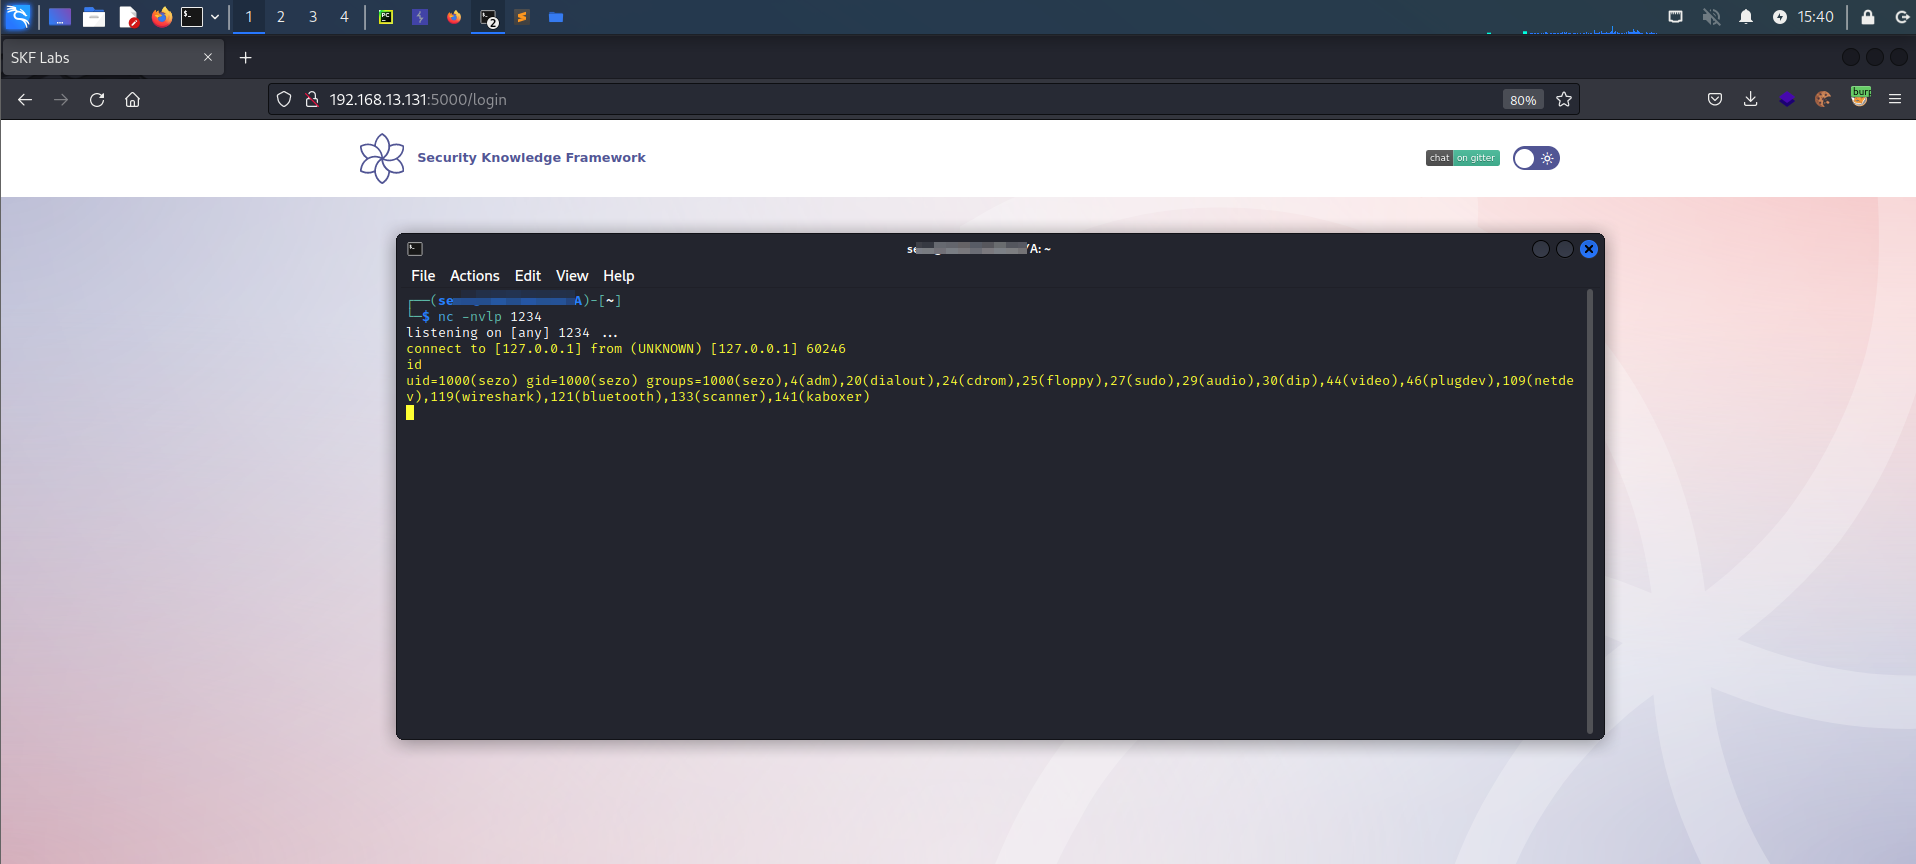 1 2 3 4 PC 2 15:40
SKF Labs
192.168.13.131:5000/login 80% burp
Security Knowledge Framework chat on gitter
A: ~
File Actions Edit View Help
┌──(se A)-[~]
└─$ nc -nvlp 1234
listening on [any] 1234 ...
connect to [127.0.0.1] from (UNKNOWN) [127.0.0.1] 60246
id
uid=1000(sezo) gid=1000(sezo) groups=1000(sezo),4(adm),20(dialout),24(cdrom),25(floppy),27(sudo),29(audio),30(dip),44(video),46(plugdev),109(netde
v),119(wireshark),121(bluetooth),133(scanner),141(kaboxer)